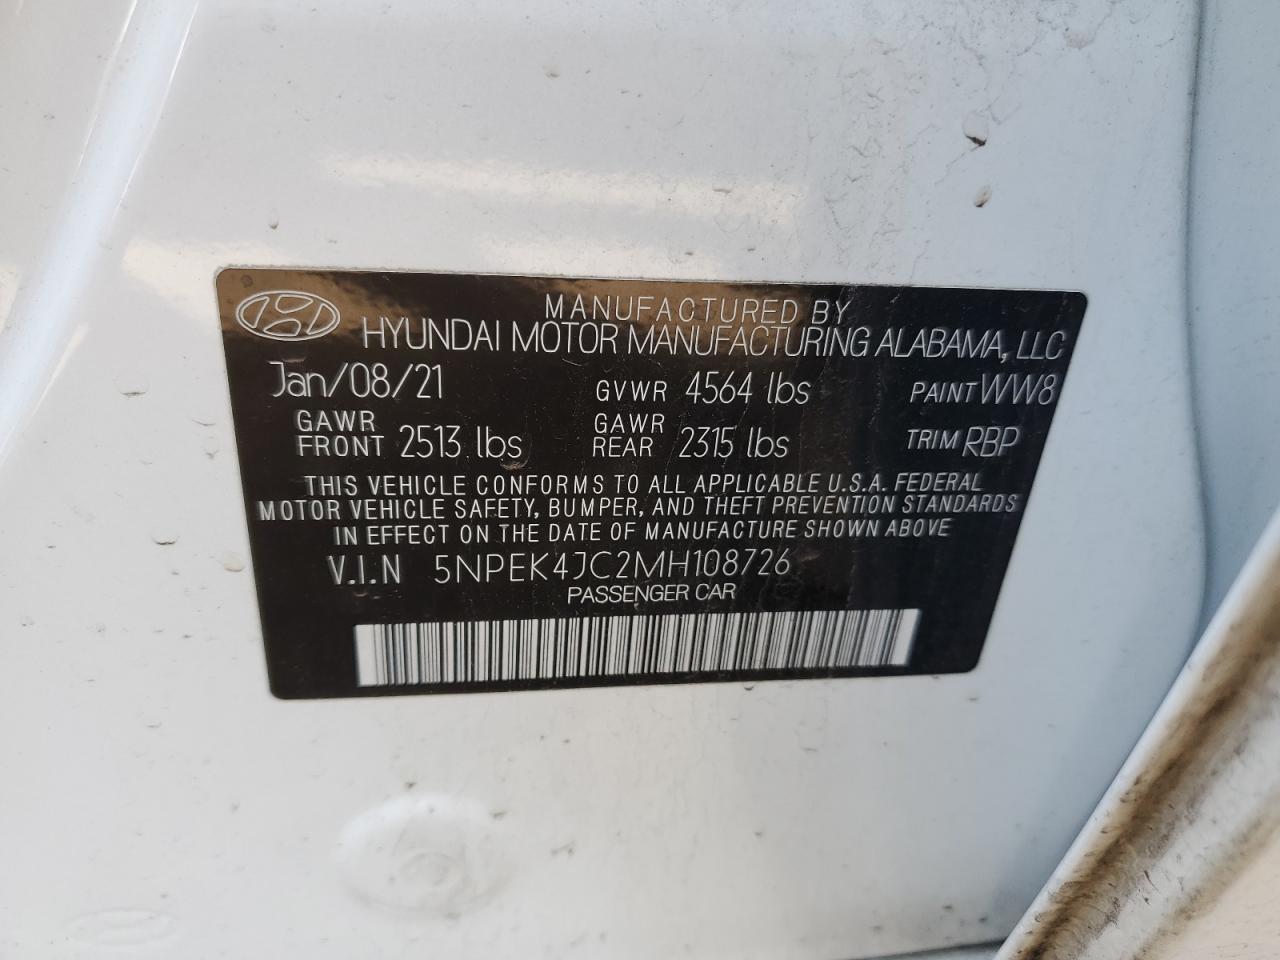 MANUFACTURED BY
HYUNDAI MOTOR MANUFACTURING ALABAMA, LLC
Jan/08/21 GVWR 4564 lbs PAINT WW8
GAWR FRONT 2513 lbs GAWR REAR 2315 lbs TRIM RBP
THIS VEHICLE CONFORMS TO ALL APPLICABLE U.S.A. FEDERAL
MOTOR VEHICLE SAFETY, BUMPER, AND THEFT PREVENTION STANDARDS
IN EFFECT ON THE DATE OF MANUFACTURE SHOWN ABOVE
V.I.N 5NPEK4JC2MH108726
PASSENGER CAR